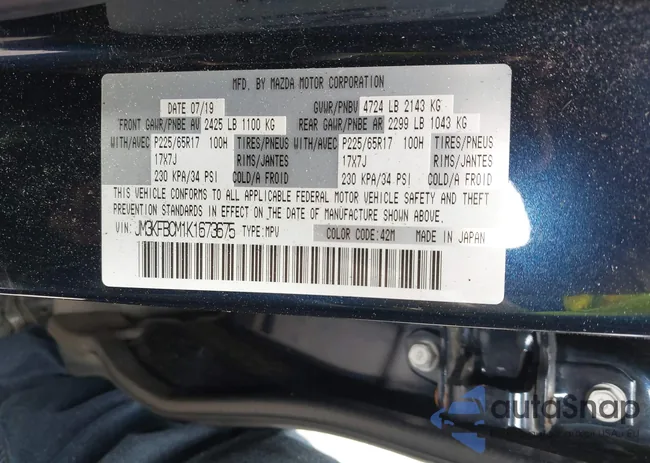 MFD. BY MAZDA MOTOR CORPORATION
DATE 07/19 GVWR/PNBV 4724 LB 2143 KG
FRONT GAWR/PNBE AV 2425 LB 1100 KG REAR GAWR/PNBE AR 2299 LB 1043 KG
WITH/AVEC P225/65R17 100H TIRES/PNEUS P225/65R17 100H TIRES/PNEUS
17X7J RIMS/JANTES 17X7J RIMS/JANTES
230 KPA/34 PSI COLD/A FROID 230 KPA/34 PSI COLD/A FROID
THIS VEHICLE CONFORMS TO ALL APPLICABLE FEDERAL MOTOR VEHICLE SAFETY AND THEFT
PREVENTION STANDARDS IN EFFECT ON THE DATE OF MANUFACTURE SHOWN ABOVE.
VIN: JM3KFBCM1K1673675 TYPE: MPV COLOR CODE: 42M MADE IN JAPAN
autoSnap